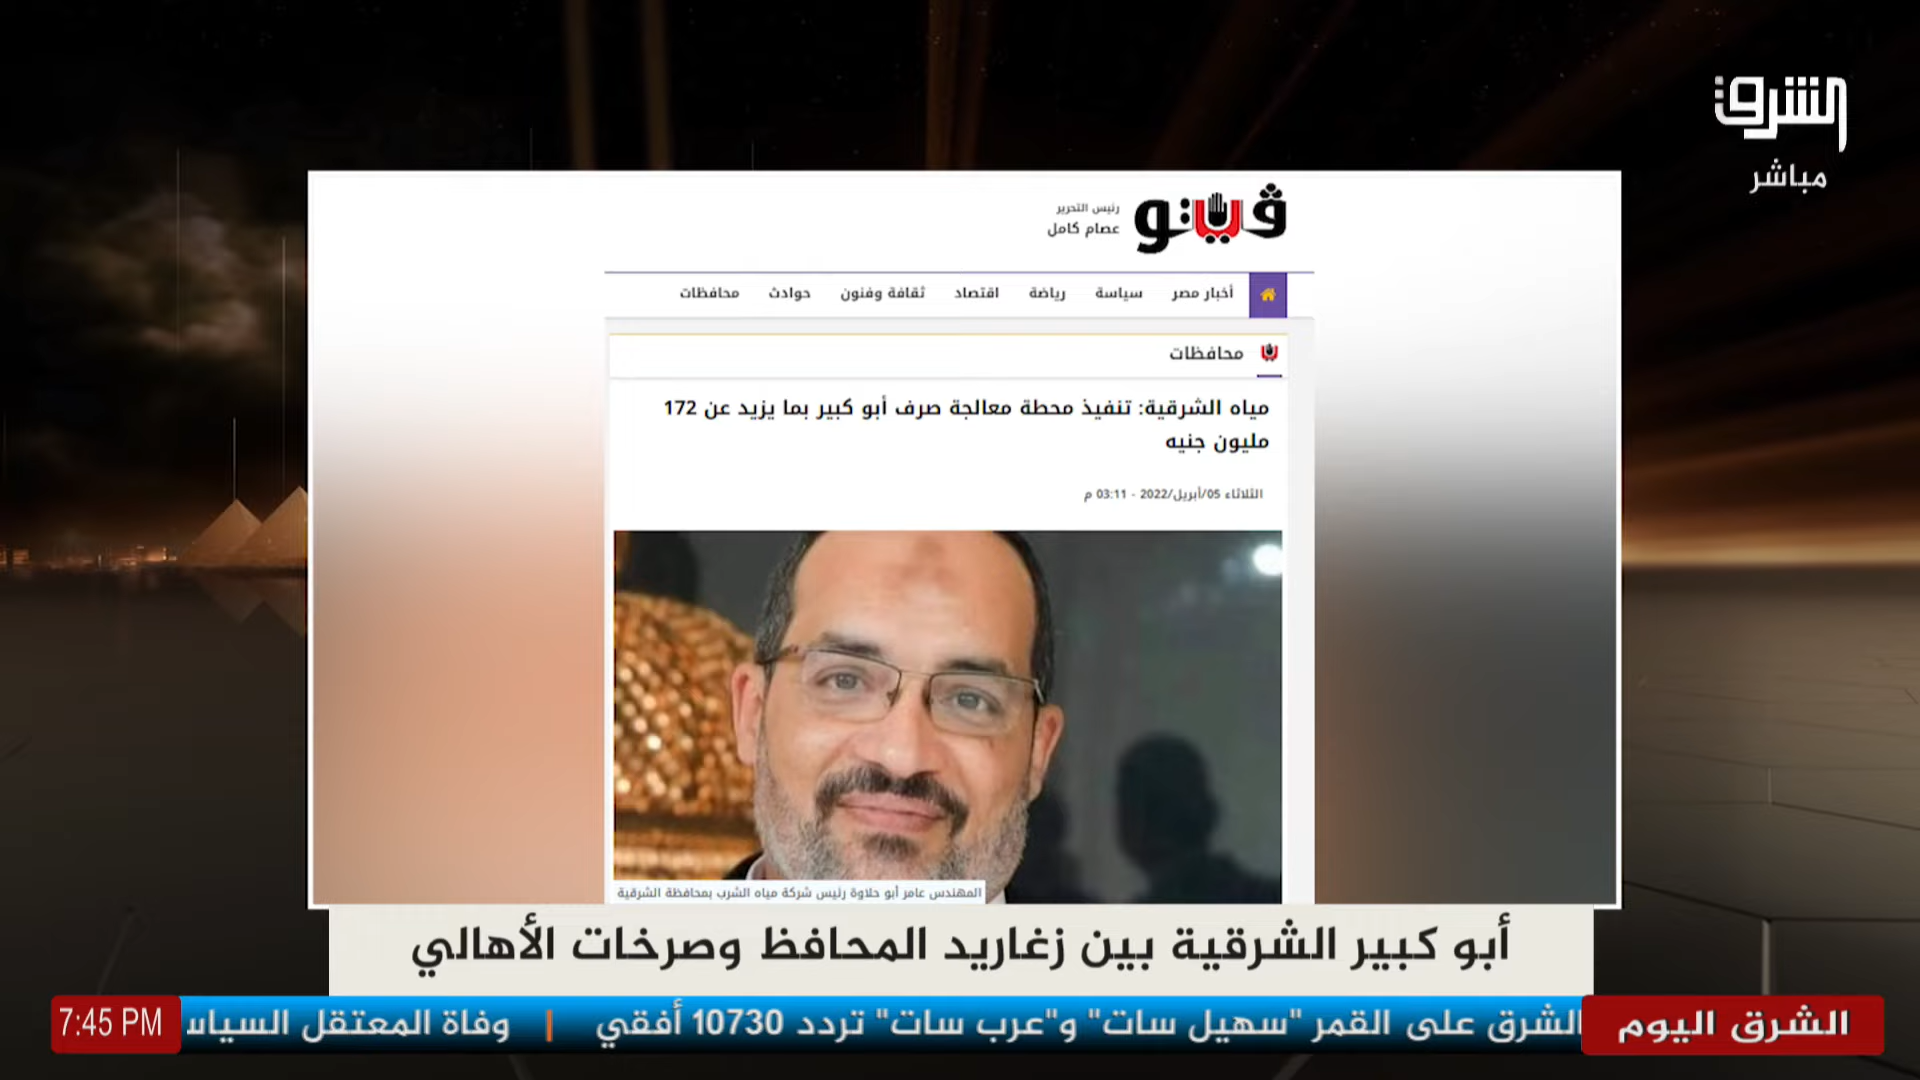 الشرق
مباشر
ڤيتو
رئيس التحرير
عصام كامل
أخبار مصر سياسة رياضة اقتصاد ثقافة وفنون حوادث محافظات
محافظات
مياه الشرقية: تنفيذ محطة معالجة صرف أبو كبير بما يزيد عن 172
مليون جنيه
الثلاثاء 05/أبريل/2022 - 03:11 م
المهندس عامر أبو حلاوة رئيس شركة مياه الشرب بمحافظة الشرقية
أبو كبير الشرقية بين زغاريد المحافظ وصرخات الأهالي
الشرق اليوم
الشرق على القمر "سهيل سات" و"عرب سات" تردد 10730 أفقي | وفاة المعتقل السياس
7:45 PM